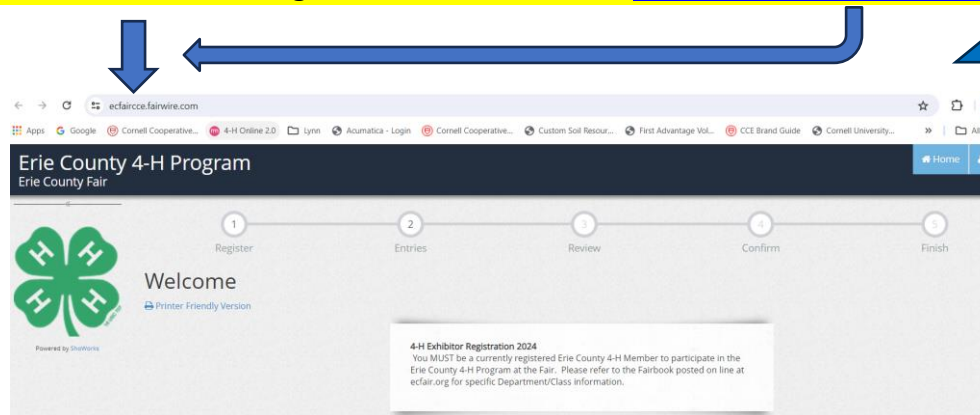 ecfaircce.fairwire.com
Apps Google Cornell Cooperative... 4-H Online 2.0 Lynn Acumatica - Login Cornell Cooperative... Custom Soil Resour... First Advantage Vol... CCE Brand Guide Cornell University... » Al
Erie County 4-H Program
Home
Erie County Fair
1 2 3 4 5
Register Entries Review Confirm Finish
H H H H
Welcome
Printer Friendly Version
Powered by ShoWorks
4-H Exhibitor Registration 2024
You MUST be a currently registered Erie County 4-H Member to participate in the
Erie County 4-H Program at the Fair. Please refer to the Fairbook posted on line at
ecfair.org for specific Department/Class information.